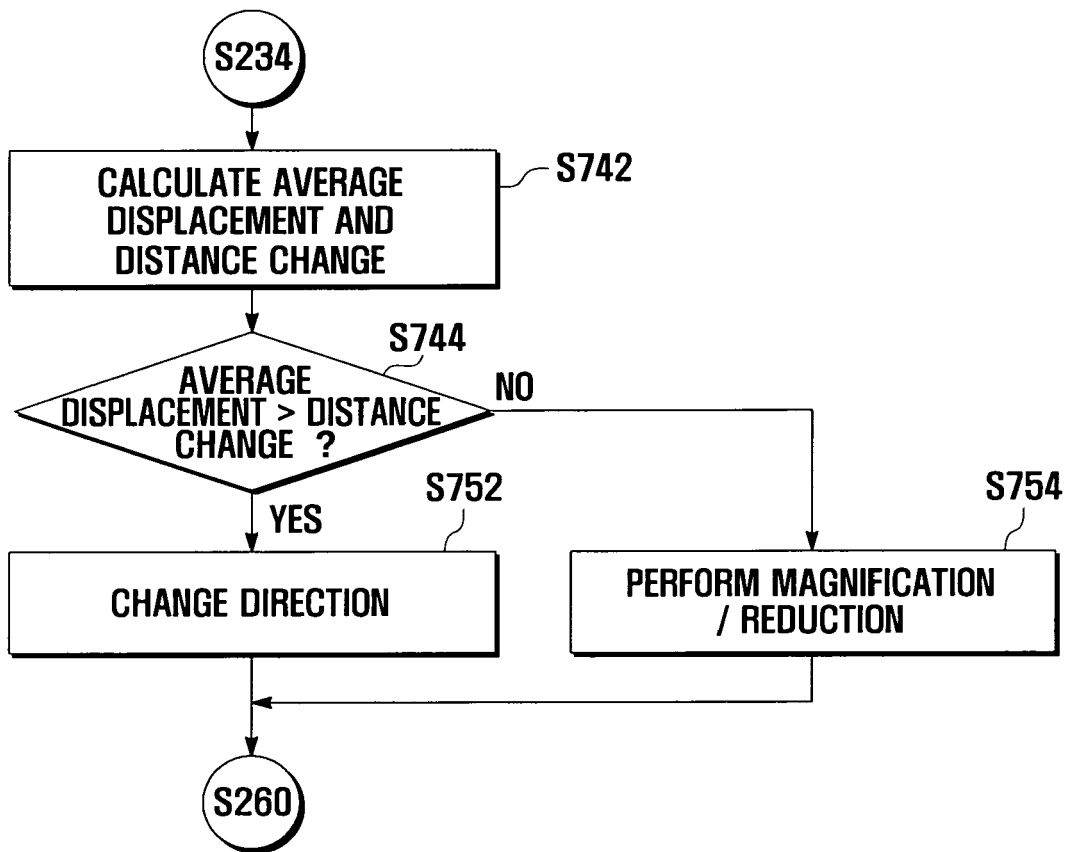 S234
CALCULATE AVERAGE
DISPLACEMENT AND
DISTANCE CHANGE
S742
S744
AVERAGE
DISPLACEMENT > DISTANCE
CHANGE ?
NO
YES
S752
CHANGE DIRECTION
S754
PERFORM MAGNIFICATION
/ REDUCTION
S260